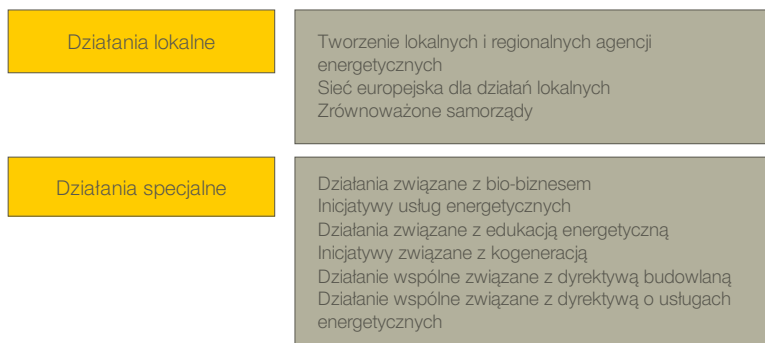 Działania lokalne
Tworzenie lokalnych i regionalnych agencji
energetycznych
Sieć europejska dla działań lokalnych
Zrównoważone samorządy
Działania specjalne
Działania związane z bio-biznesem
Inicjatywy usług energetycznych
Działania związane z edukacją energetyczną
Inicjatywy związane z kogeneracją
Działanie wspólne związane z dyrektywą budowlaną
Działanie wspólne związane z dyrektywą o usługach
energetycznych